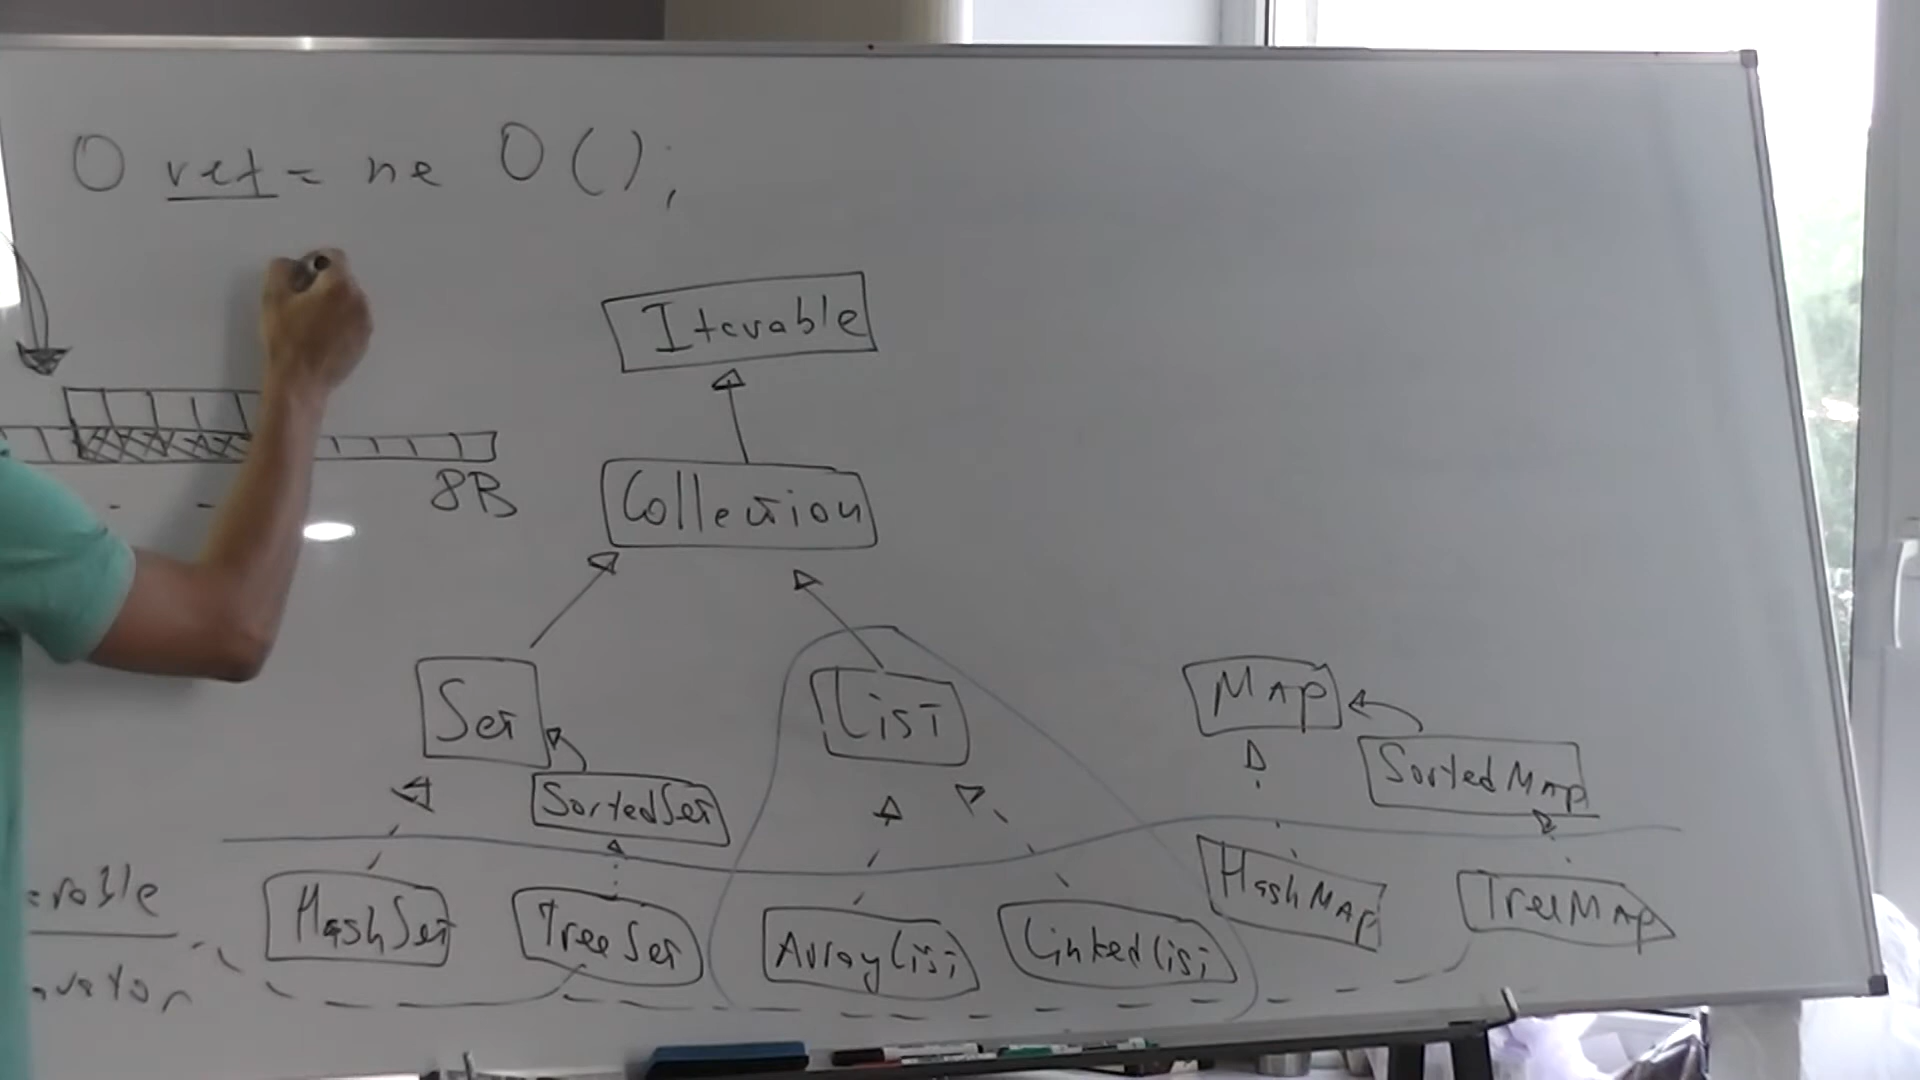 O ref = ne O();
Iterable
8B
Collection
Set
List
Map
SortedSet
SortedMap
HashSet
TreeSet
ArrayList
LinkedList
HashMap
TreeMap